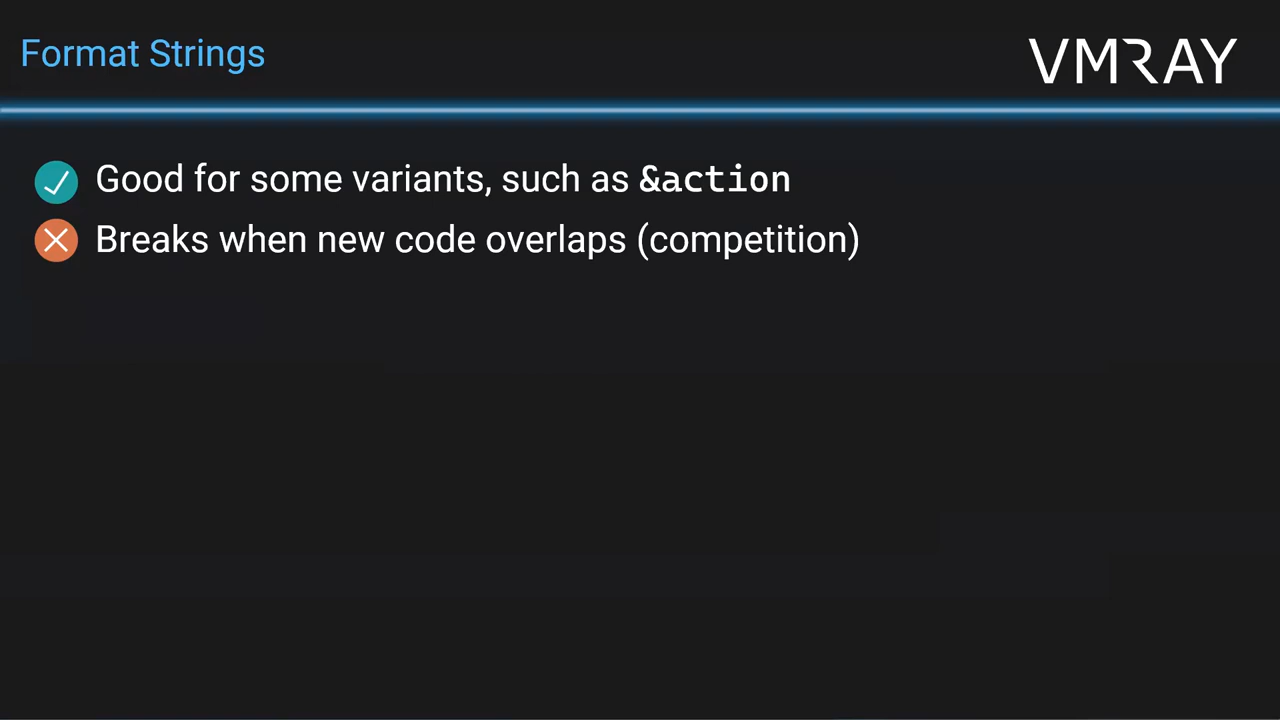 Format Strings
VMRAY
Good for some variants, such as &action
Breaks when new code overlaps (competition)